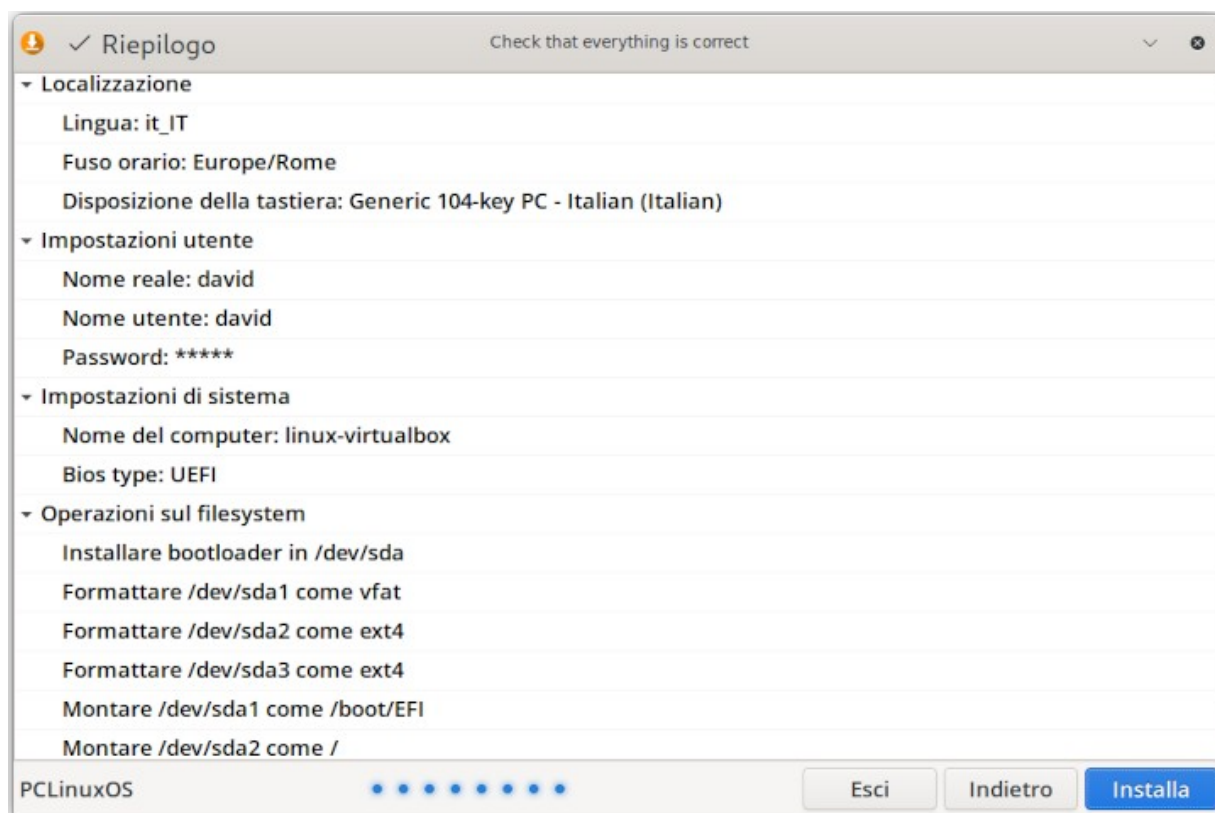 Riepilogo
Check that everything is correct
Localizzazione
Lingua: it_IT
Fuso orario: Europe/Rome
Disposizione della tastiera: Generic 104-key PC - Italian (Italian)
Impostazioni utente
Nome reale: david
Nome utente: david
Password: *****
Impostazioni di sistema
Nome del computer: linux-virtualbox
Bios type: UEFI
Operazioni sul filesystem
Installare bootloader in /dev/sda
Formattare /dev/sda1 come vfat
Formattare /dev/sda2 come ext4
Formattare /dev/sda3 come ext4
Montare /dev/sda1 come /boot/EFI
Montare /dev/sda2 come /
PCLinuxOS
Esci
Indietro
Installa